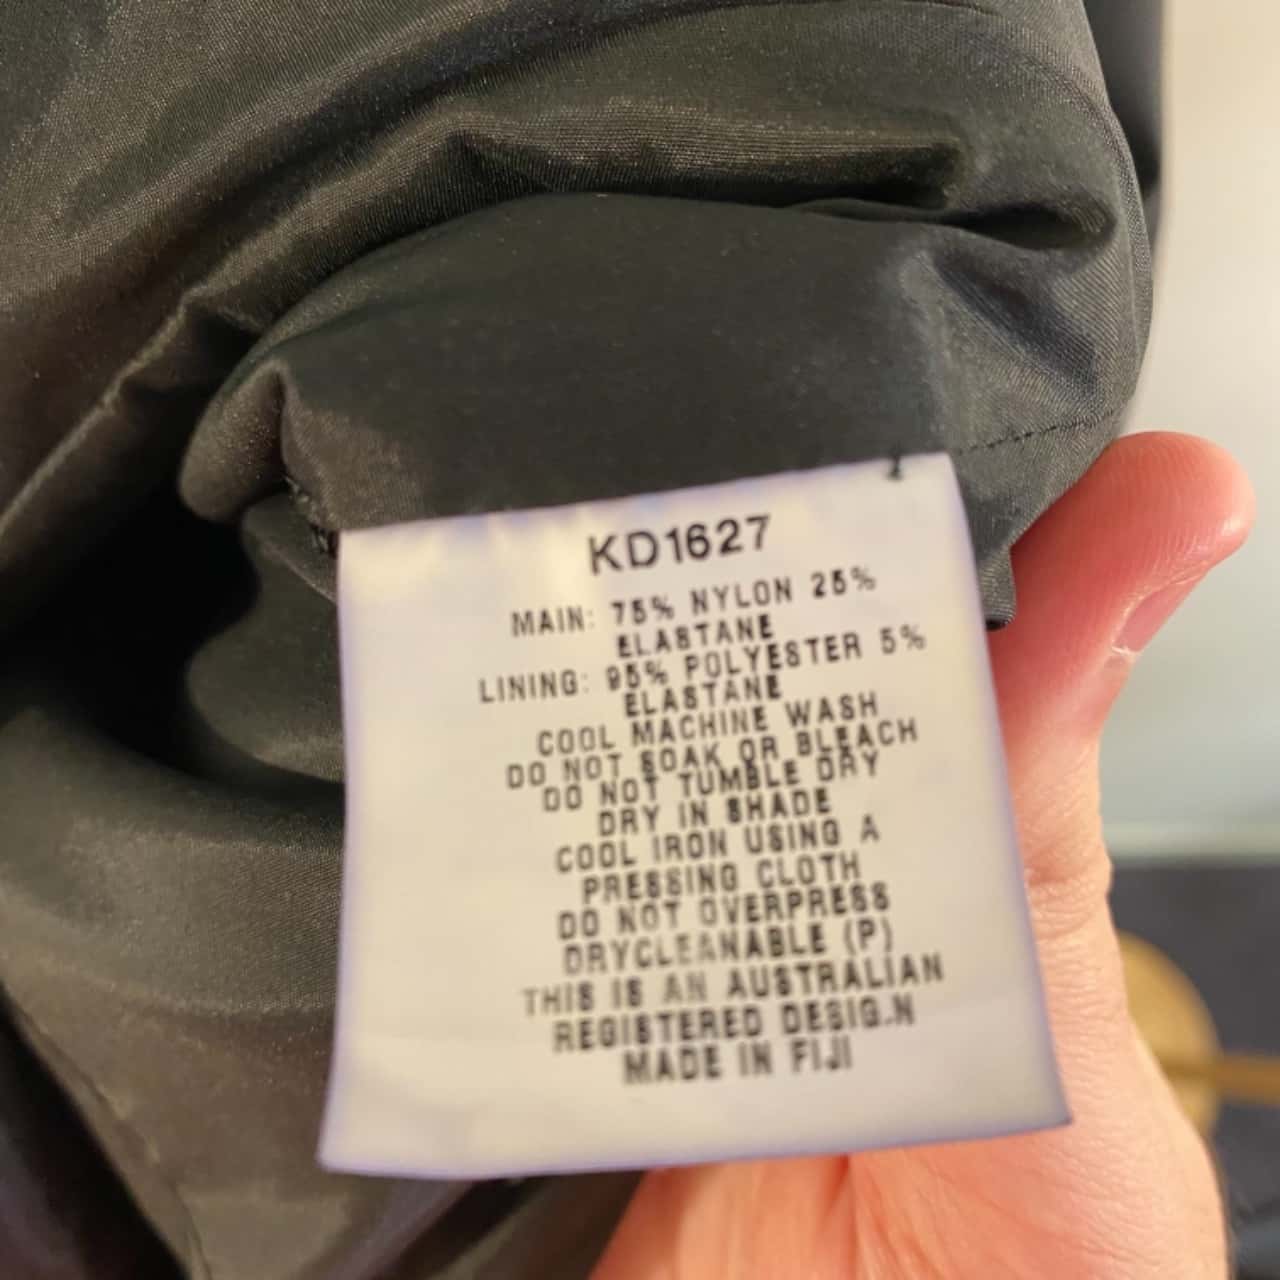 KD1627
MAIN: 75% NYLON 25%
ELASTANE
LINING: 95% POLYESTER 5%
ELASTANE
COOL MACHINE WASH
DO NOT SOAK OR BLEACH
DO NOT TUMBLE DRY
DRY IN SHADE
COOL IRON USING A
PRESSING CLOTH
DO NOT OVERPRESS
DRYCLEANABLE (P)
THIS IS AN AUSTRALIAN
REGISTERED DESIG.N
MADE IN FIJI